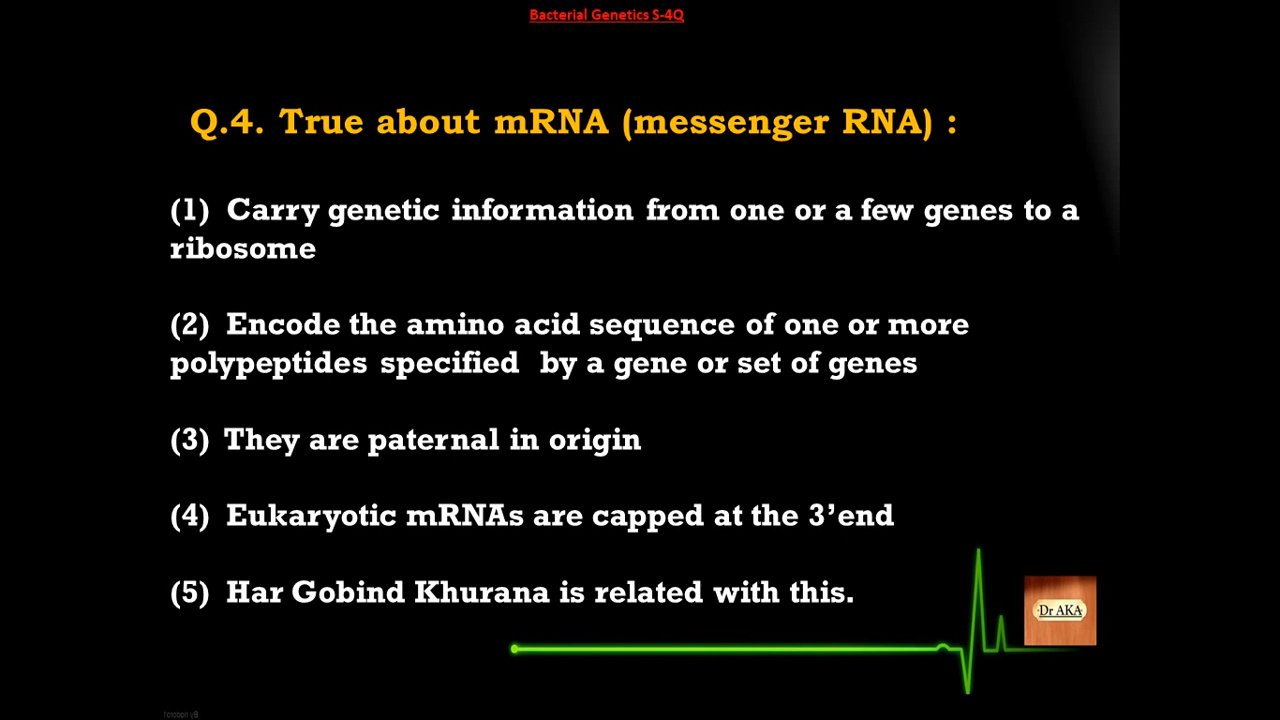 Bacterial Genetics S-4Q
Q.4. True about mRNA (messenger RNA) :
(1) Carry genetic information from one or a few genes to a
ribosome
(2) Encode the amino acid sequence of one or more
polypeptides specified by a gene or set of genes
(3) They are paternal in origin
(4) Eukaryotic mRNAs are capped at the 3’end
(5) Har Gobind Khurana is related with this.
Dr AKA